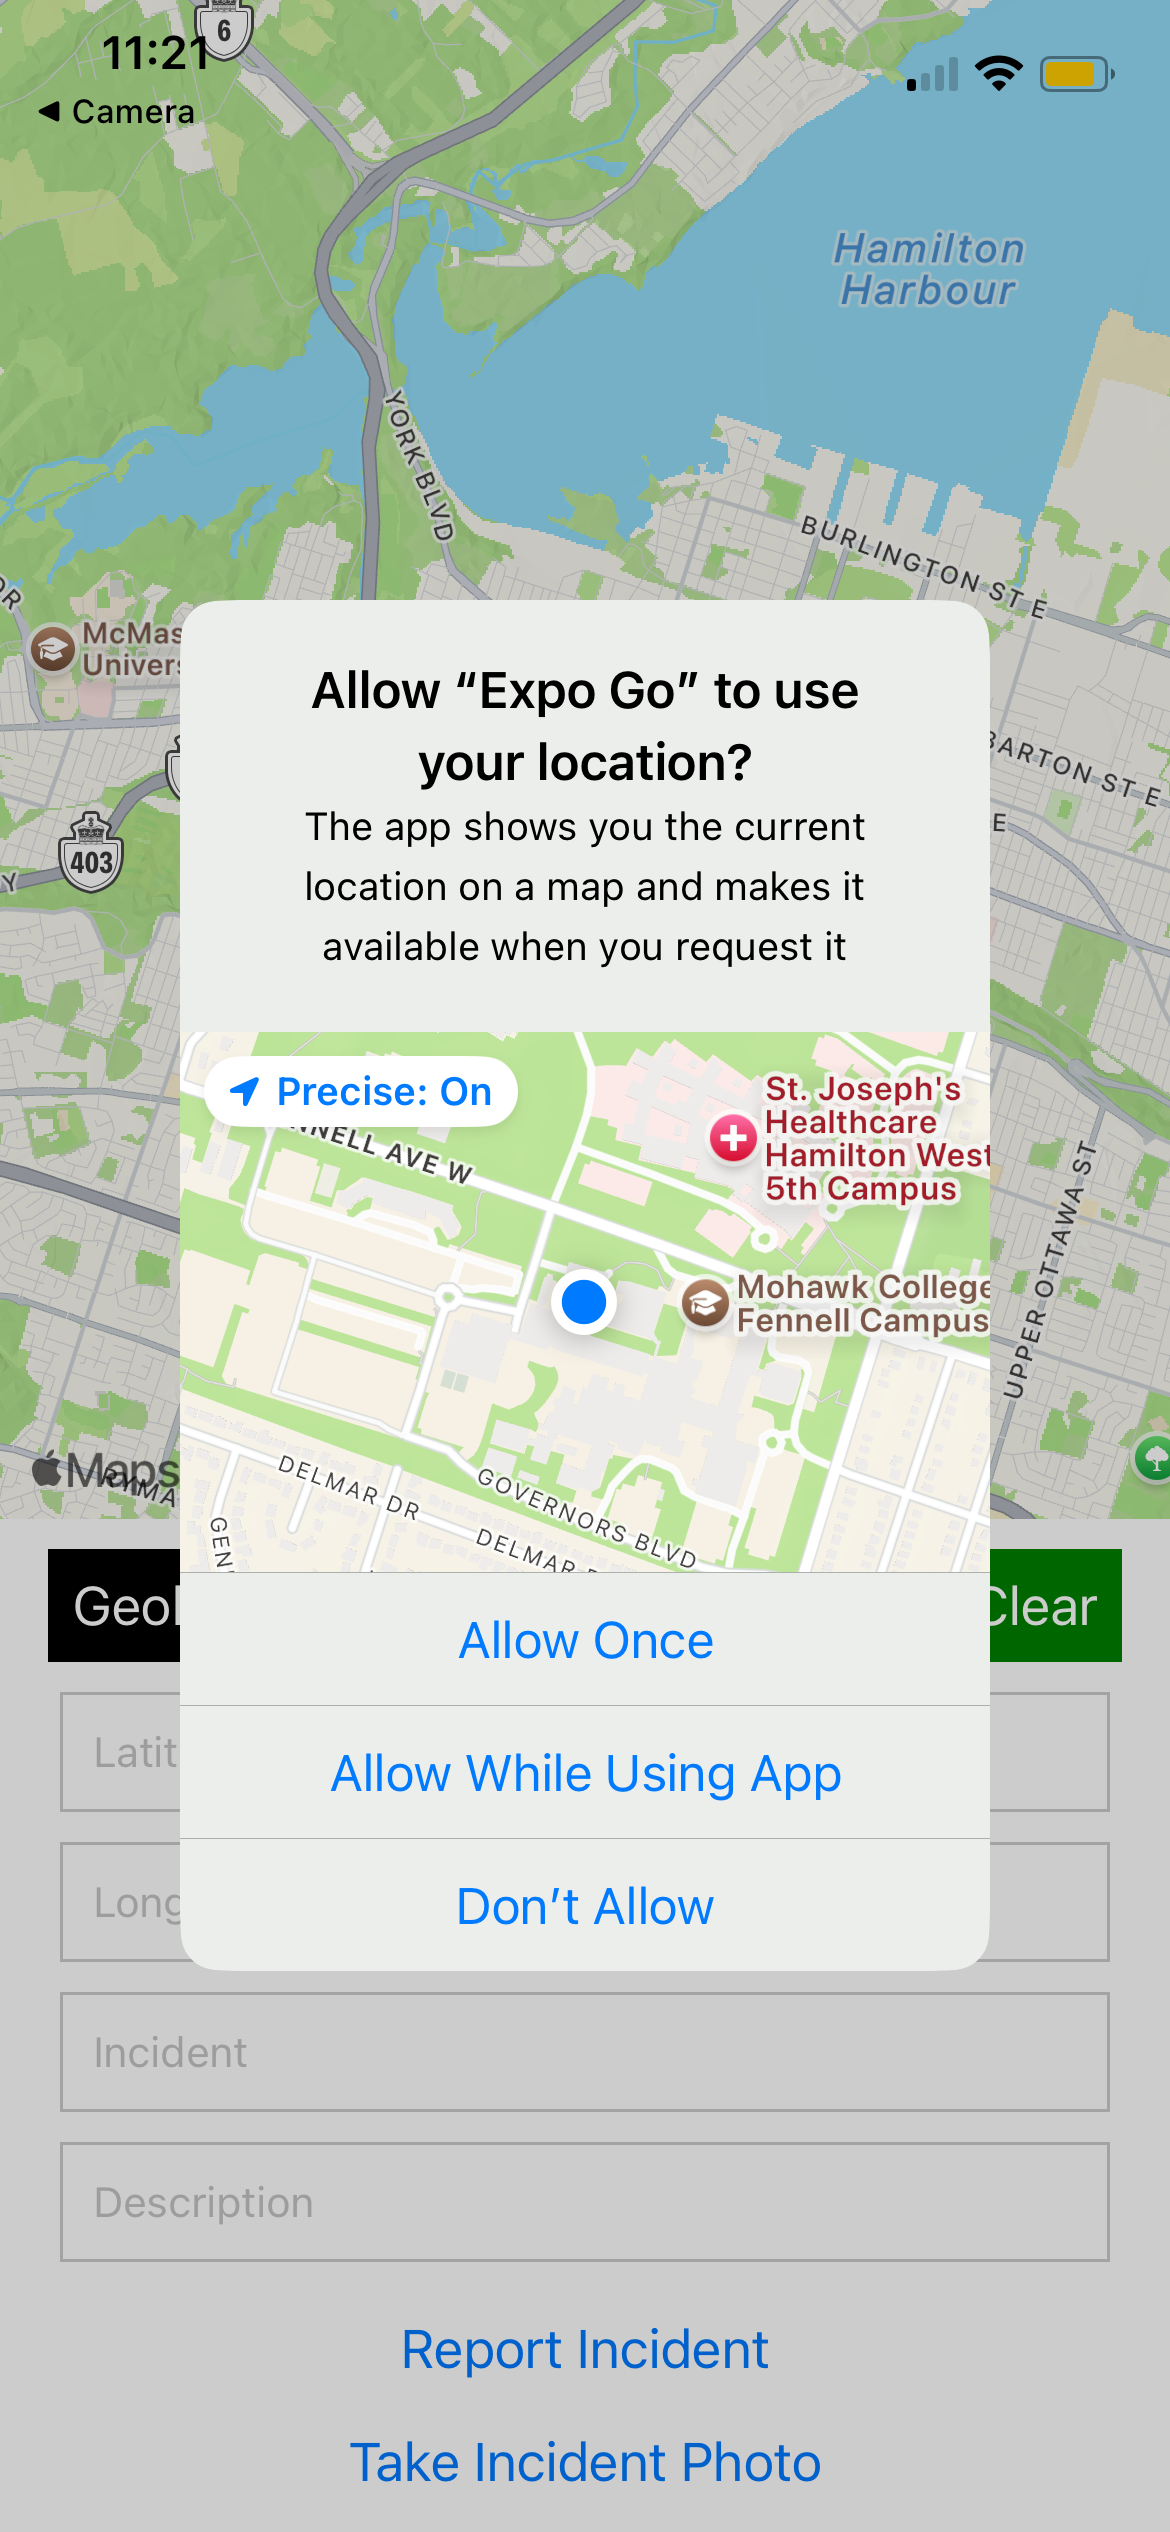 6
11:21
◀ Camera
Hamilton
Harbour
YORK BLVD
BURLINGTON ST E
McMas
Univers
BARTON ST E
E
403
Y
Allow “Expo Go” to use
your location?
The app shows you the current
location on a map and makes it
available when you request it
Precise: On
NNELL AVE W
St. Joseph's
Healthcare
Hamilton West
5th Campus
Mohawk College
Fennell Campus
UPPER OTTAWA ST
Maps
RYMA
DELMAR DR
GOVERNORS BLVD
DELMAR
GEN
Allow Once
Allow While Using App
Don’t Allow
Geol
Clear
Latit
Long
Incident
Description
Report Incident
Take Incident Photo